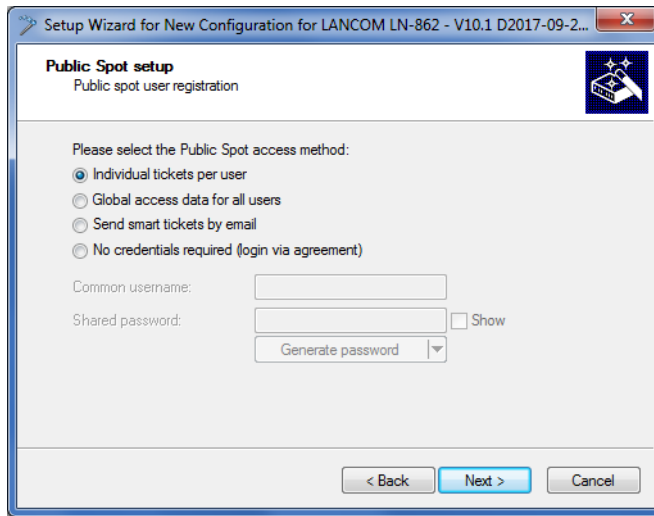 Setup Wizard for New Configuration for LANCOM LN-862 - V10.1 D2017-09-2...
Public Spot setup
Public spot user registration
Please select the Public Spot access method:
Individual tickets per user
Global access data for all users
Send smart tickets by email
No credentials required (login via agreement)
Common username:
Shared password:
Show
Generate password
< Back
Next >
Cancel